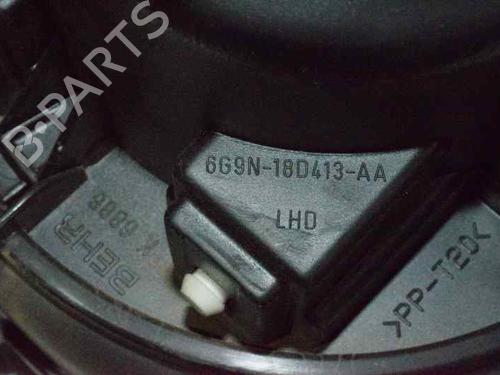 B-PARTS
6G9N-18D413-AA
LHD
BEHR
>PP-T20<